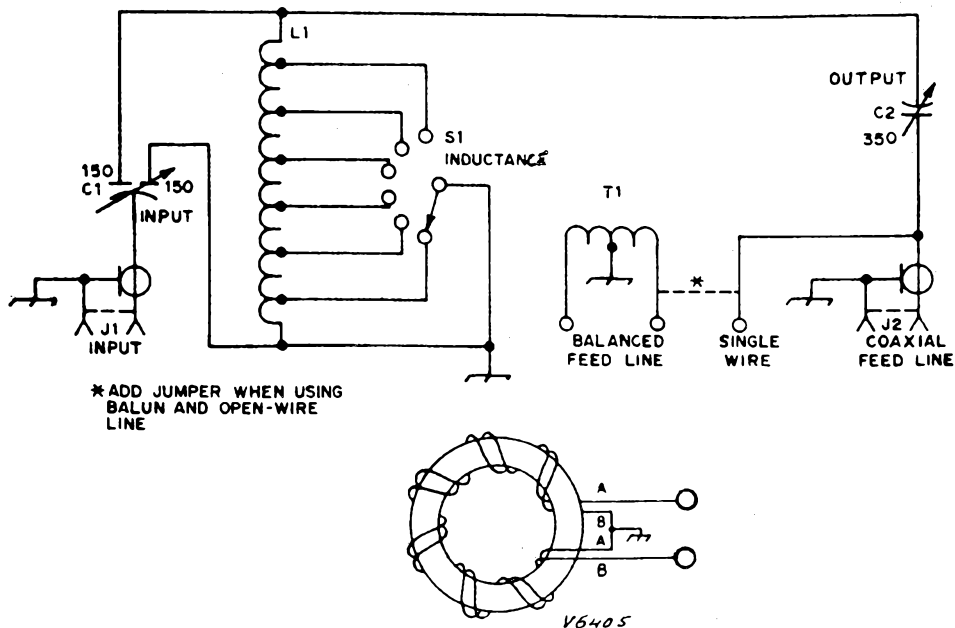 L1
OUTPUT
C2
350
S1
INDUCTANCE
150
C1
150
INPUT
T1
*
J1
INPUT
BALANCED
FEED LINE
SINGLE
WIRE
J2
COAXIAL
FEED LINE
* ADD JUMPER WHEN USING
BALUN AND OPEN-WIRE
LINE
A
B
A
B
V6405